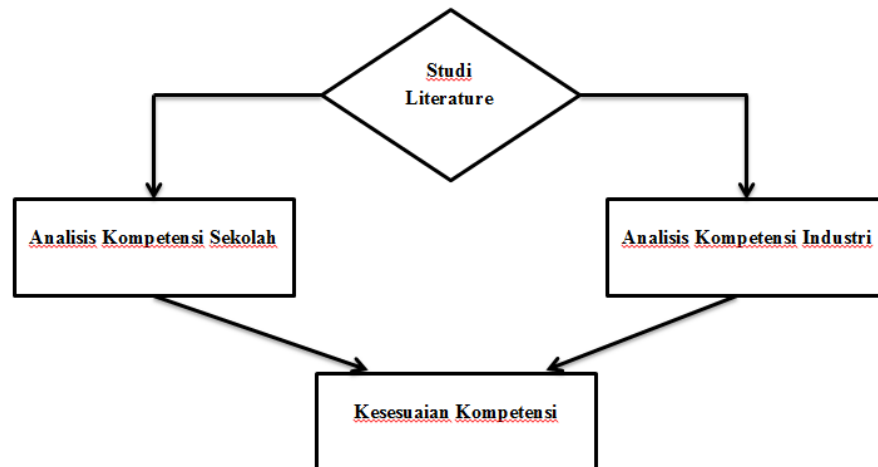 Studi
Literature
Analisis Kompetensi Sekolah
Analisis Kompetensi Industri
Kesesuaian Kompetensi